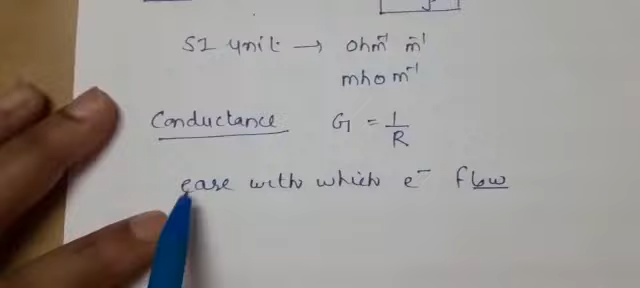 SI unit → ohm⁻¹ m⁻¹
mho m⁻¹
Conductance G = 1/R
ease with which e⁻ flow